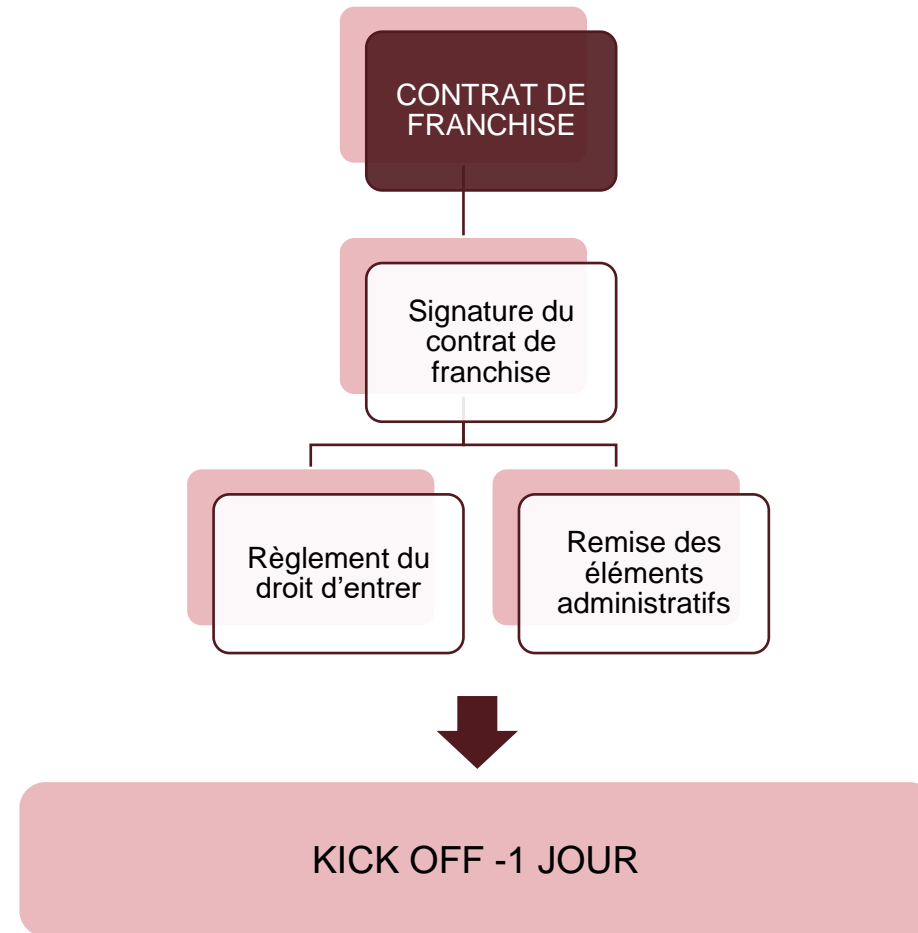 CONTRAT DE
FRANCHISE
Signature du
contrat de
franchise
Règlement du
droit d'entrer
Remise des
éléments
administratifs
KICK OFF -1 JOUR